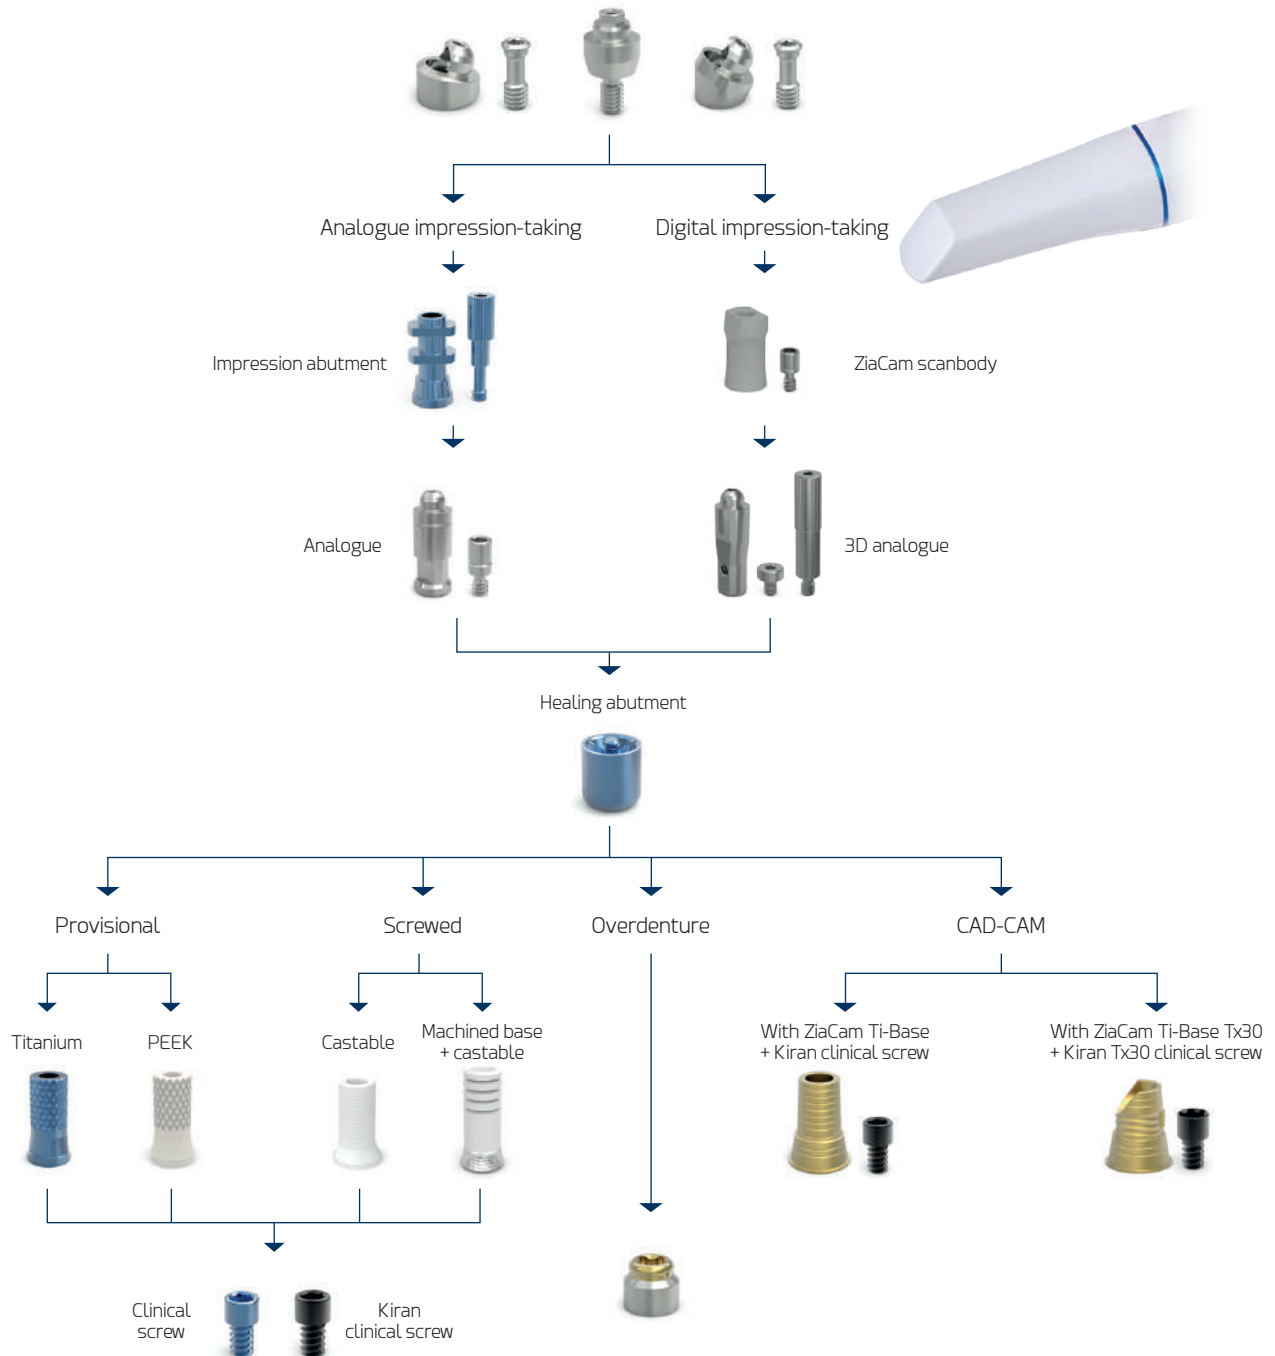 Analogue impression-taking
Digital impression-taking
Impression abutment
ZiaCam scanbody
Analogue
3D analogue
Healing abutment
Provisional
Screwed
Overdenture
CAD-CAM
Titanium
PEEK
Castable
Machined base
+ castable
With ZiaCam Ti-Base
+ Kiran clinical screw
With ZiaCam Ti-Base Tx30
+ Kiran Tx30 clinical screw
Clinical
screw
Kiran
clinical screw